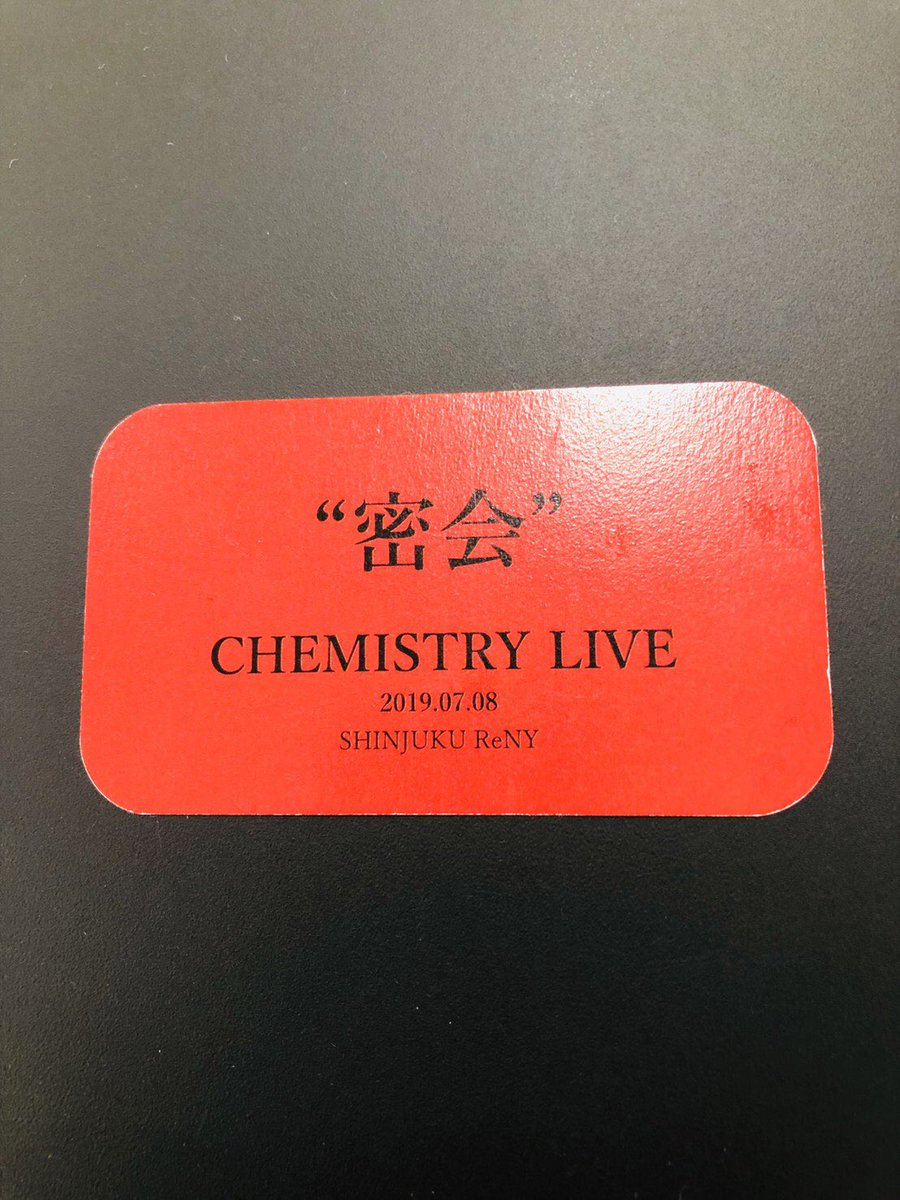 “密会”
CHEMISTRY LIVE
2019.07.08
SHINJUKU ReNY